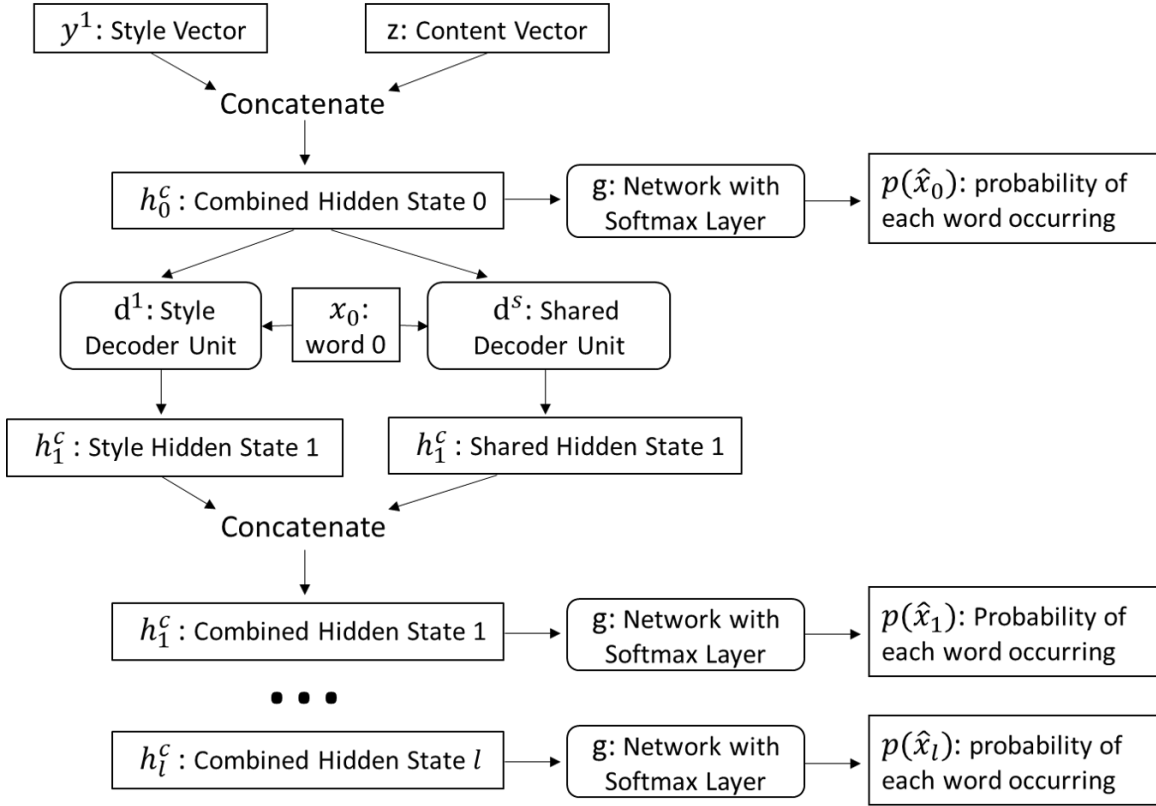 y¹: Style Vector
z: Content Vector
Concatenate
h₀ᶜ : Combined Hidden State 0
g: Network with
Softmax Layer
p(x̂₀): probability of
each word occurring
d¹: Style
Decoder Unit
x₀:
word 0
dˢ: Shared
Decoder Unit
h₁ᶜ : Style Hidden State 1
h₁ᶜ : Shared Hidden State 1
Concatenate
h₁ᶜ : Combined Hidden State 1
g: Network with
Softmax Layer
p(x̂₁): Probability of
each word occurring
...
hₗᶜ : Combined Hidden State l
g: Network with
Softmax Layer
p(x̂ₗ): probability of
each word occurring